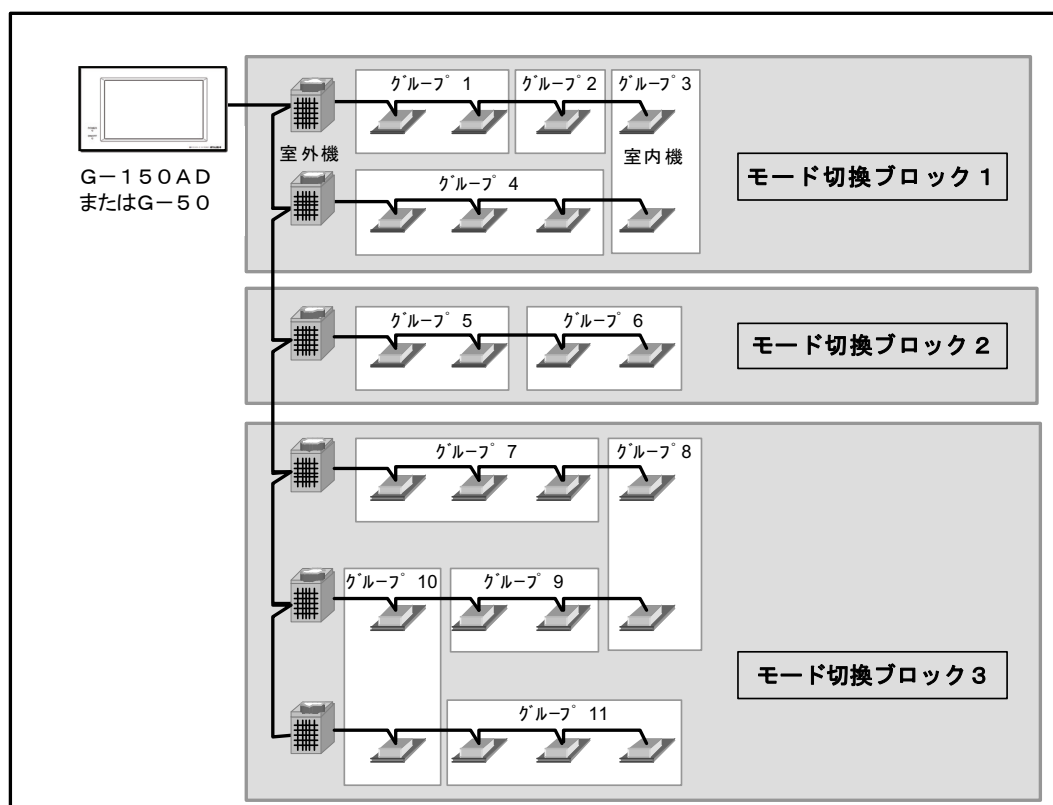 G－150AD
またはG－50
室外機
ｸﾞﾙｰﾌﾟ 1
ｸﾞﾙｰﾌﾟ 2
ｸﾞﾙｰﾌﾟ 3
室内機
ｸﾞﾙｰﾌﾟ 4
モード切換ブロック１
ｸﾞﾙｰﾌﾟ 5
ｸﾞﾙｰﾌﾟ 6
モード切換ブロック２
ｸﾞﾙｰﾌﾟ 7
ｸﾞﾙｰﾌﾟ 8
ｸﾞﾙｰﾌﾟ 10
ｸﾞﾙｰﾌﾟ 9
ｸﾞﾙｰﾌﾟ 11
モード切換ブロック３